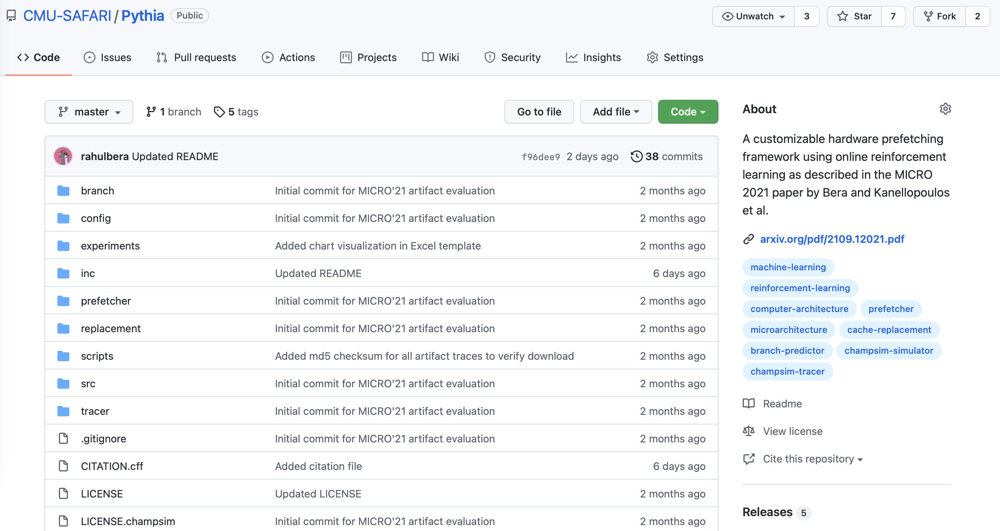 CMU-SAFARI / Pythia Public
Unwatch 3 Star 7 Fork 2
Code Issues Pull requests Actions Projects Wiki Security Insights Settings
master 1 branch 5 tags Go to file Add file Code
rahulbera Updated README f96dee9 2 days ago 38 commits
branch Initial commit for MICRO'21 artifact evaluation 2 months ago
config Initial commit for MICRO'21 artifact evaluation 2 months ago
experiments Added chart visualization in Excel template 2 months ago
inc Updated README 6 days ago
prefetcher Initial commit for MICRO'21 artifact evaluation 2 months ago
replacement Initial commit for MICRO'21 artifact evaluation 2 months ago
scripts Added md5 checksum for all artifact traces to verify download 2 months ago
src Initial commit for MICRO'21 artifact evaluation 2 months ago
tracer Initial commit for MICRO'21 artifact evaluation 2 months ago
.gitignore Initial commit for MICRO'21 artifact evaluation 2 months ago
CITATION.cff Added citation file 6 days ago
LICENSE Updated LICENSE 2 months ago
LICENSE.champsim Initial commit for MICRO'21 artifact evaluation 2 months ago
About
A customizable hardware prefetching
framework using online reinforcement
learning as described in the MICRO
2021 paper by Bera and Kanellopoulos
et al.
arxiv.org/pdf/2109.12021.pdf
machine-learning
reinforcement-learning
computer-architecture prefetcher
microarchitecture cache-replacement
branch-predictor champsim-simulator
champsim-tracer
Readme
View license
Cite this repository
Releases 5